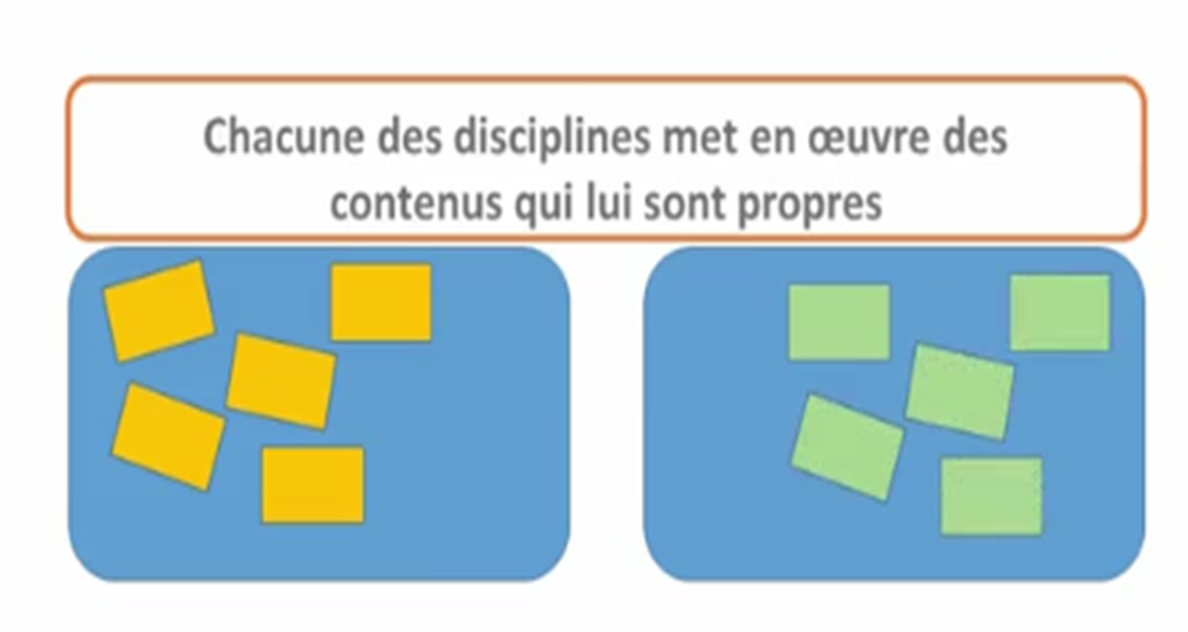 Chacune des disciplines met en œuvre des
contenus qui lui sont propres